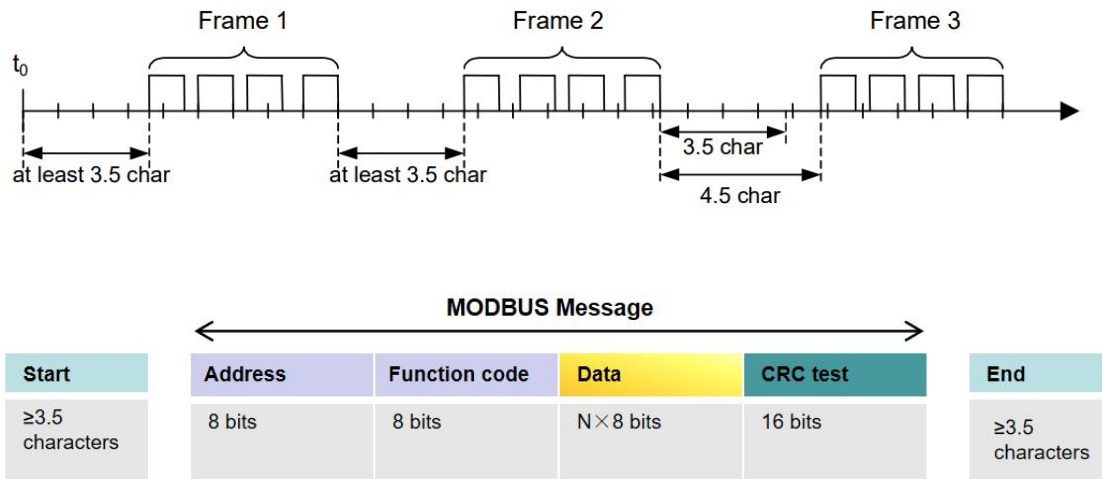 Frame 1 Frame 2 Frame 3
t0
at least 3.5 char at least 3.5 char 3.5 char
4.5 char
MODBUS Message
Start Address Function code Data CRC test End
≥3.5 characters 8 bits 8 bits N×8 bits 16 bits ≥3.5 characters